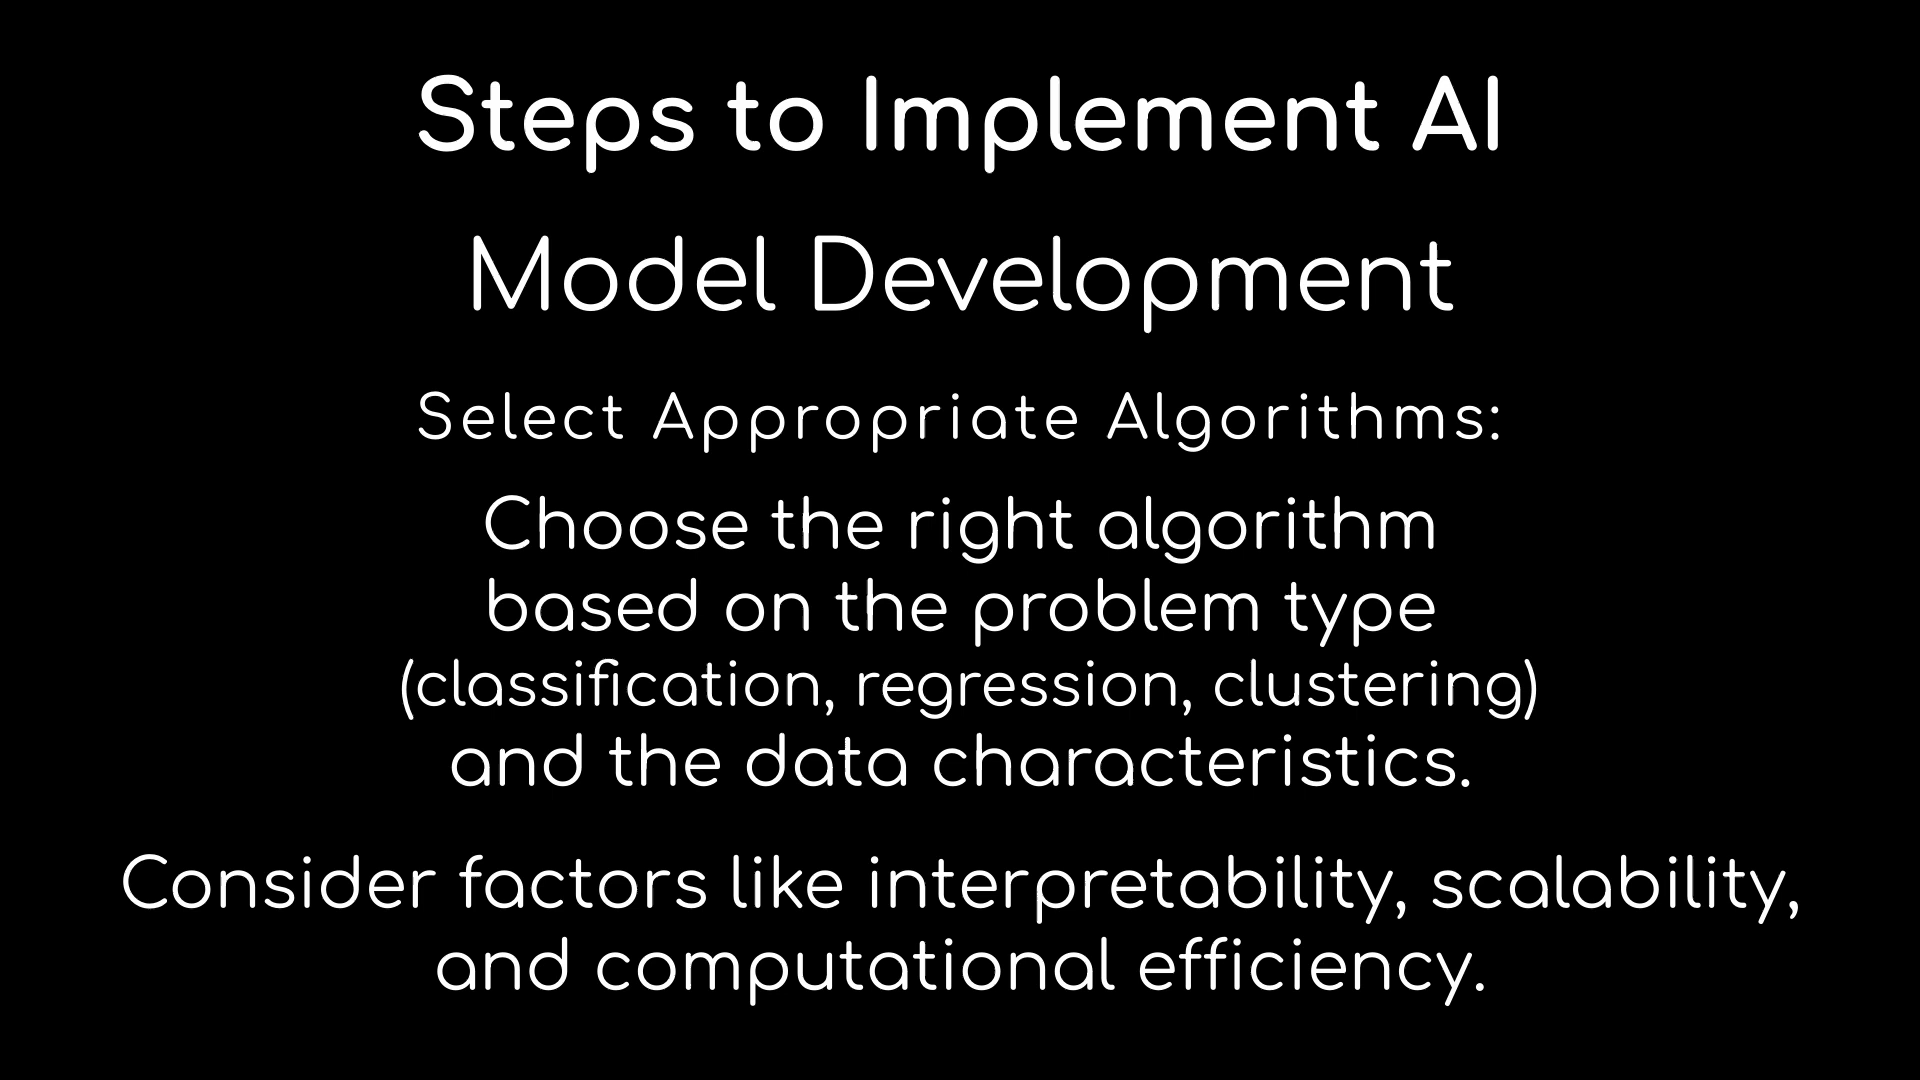 Steps to Implement AI
Model Development
Select Appropriate Algorithms:
Choose the right algorithm
based on the problem type
(classification, regression, clustering)
and the data characteristics.
Consider factors like interpretability, scalability,
and computational efficiency.